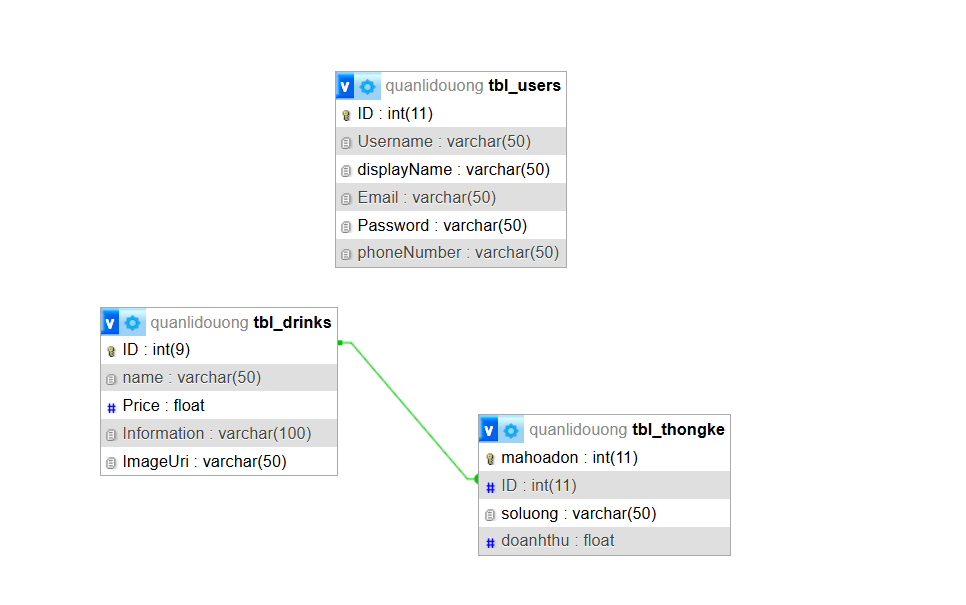 v quanlidouong tbl_users
ID : int(11)
Username : varchar(50)
displayName : varchar(50)
Email : varchar(50)
Password : varchar(50)
phoneNumber : varchar(50)
v quanlidouong tbl_drinks
ID : int(9)
name : varchar(50)
# Price : float
Information : varchar(100)
ImageUri : varchar(50)
v quanlidouong tbl_thongke
mahoadon : int(11)
# ID : int(11)
soluong : varchar(50)
# doanhthu : float